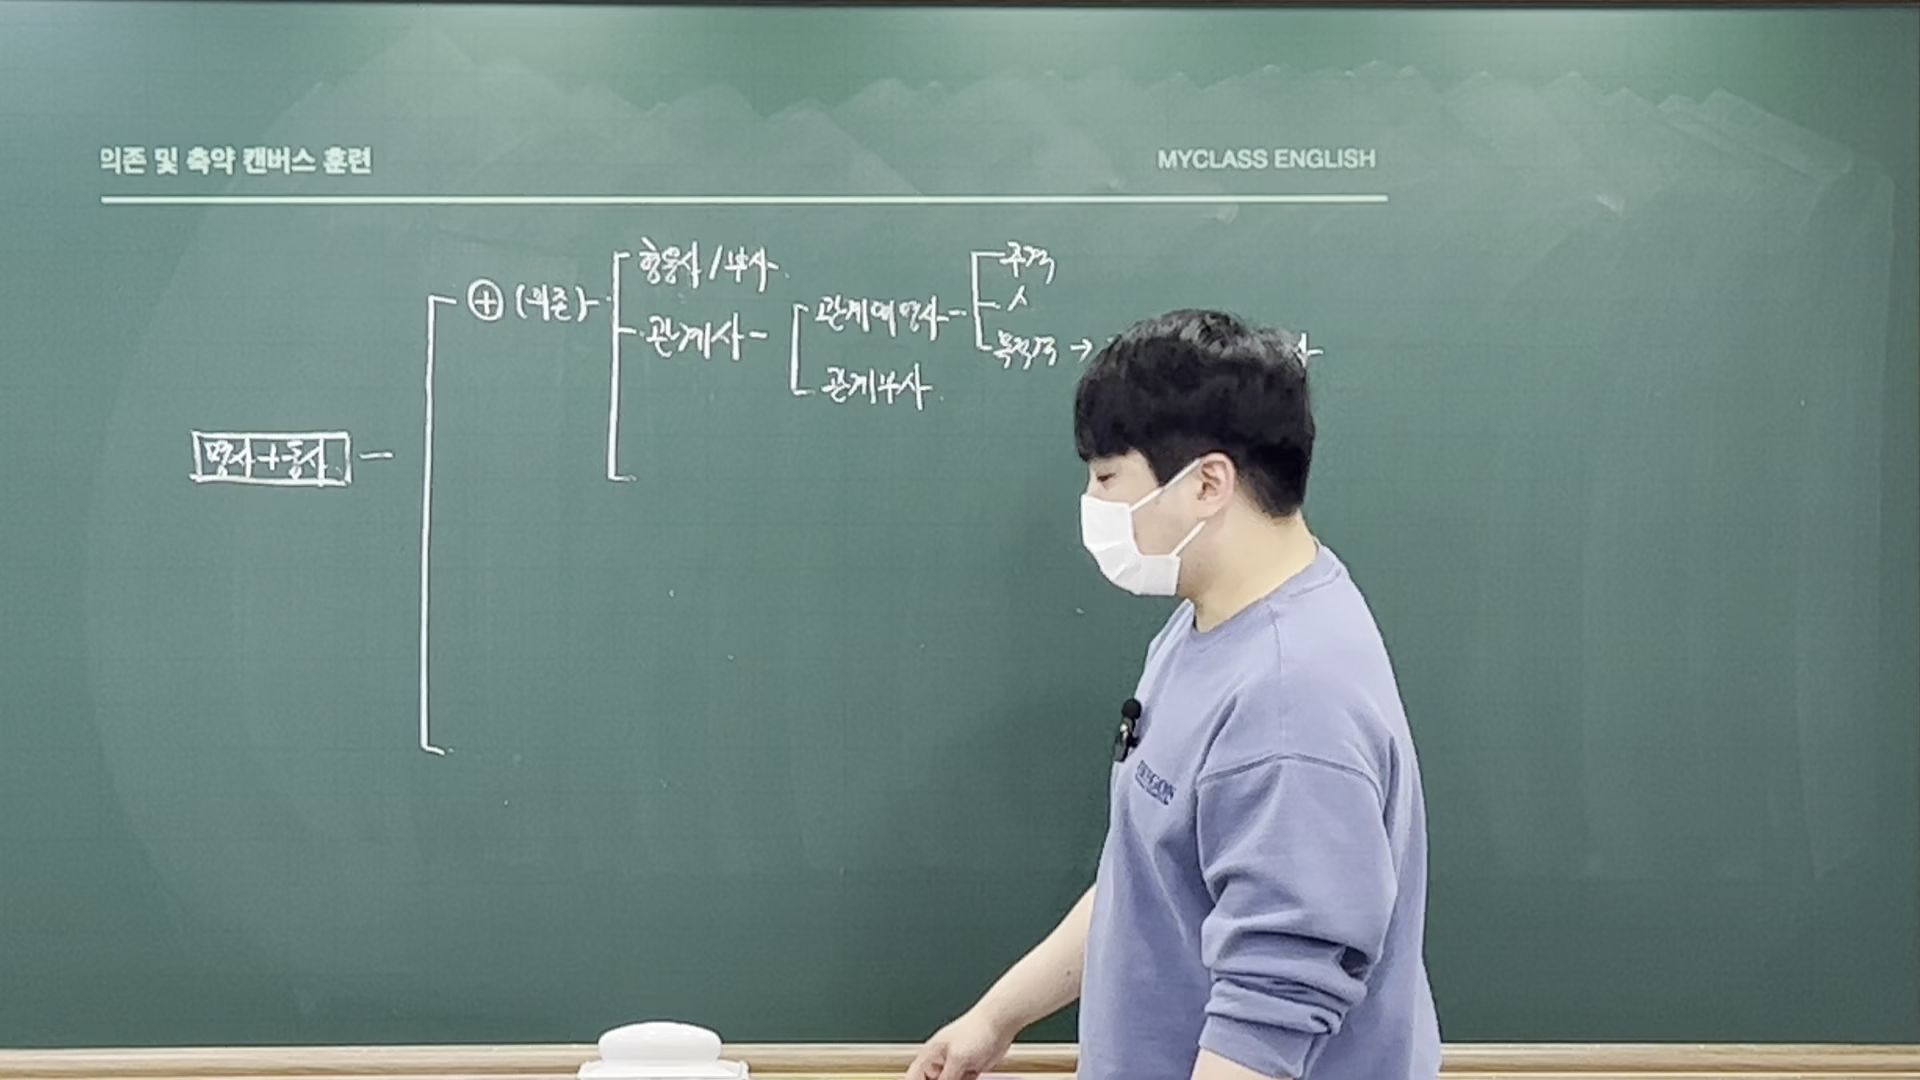 의존 및 축약 캔버스 훈련
MYCLASS ENGLISH
명사+동사
⊕ (의존)
형용사 / 부사
관계사
관계대명사
관계부사
주격
목적격 →